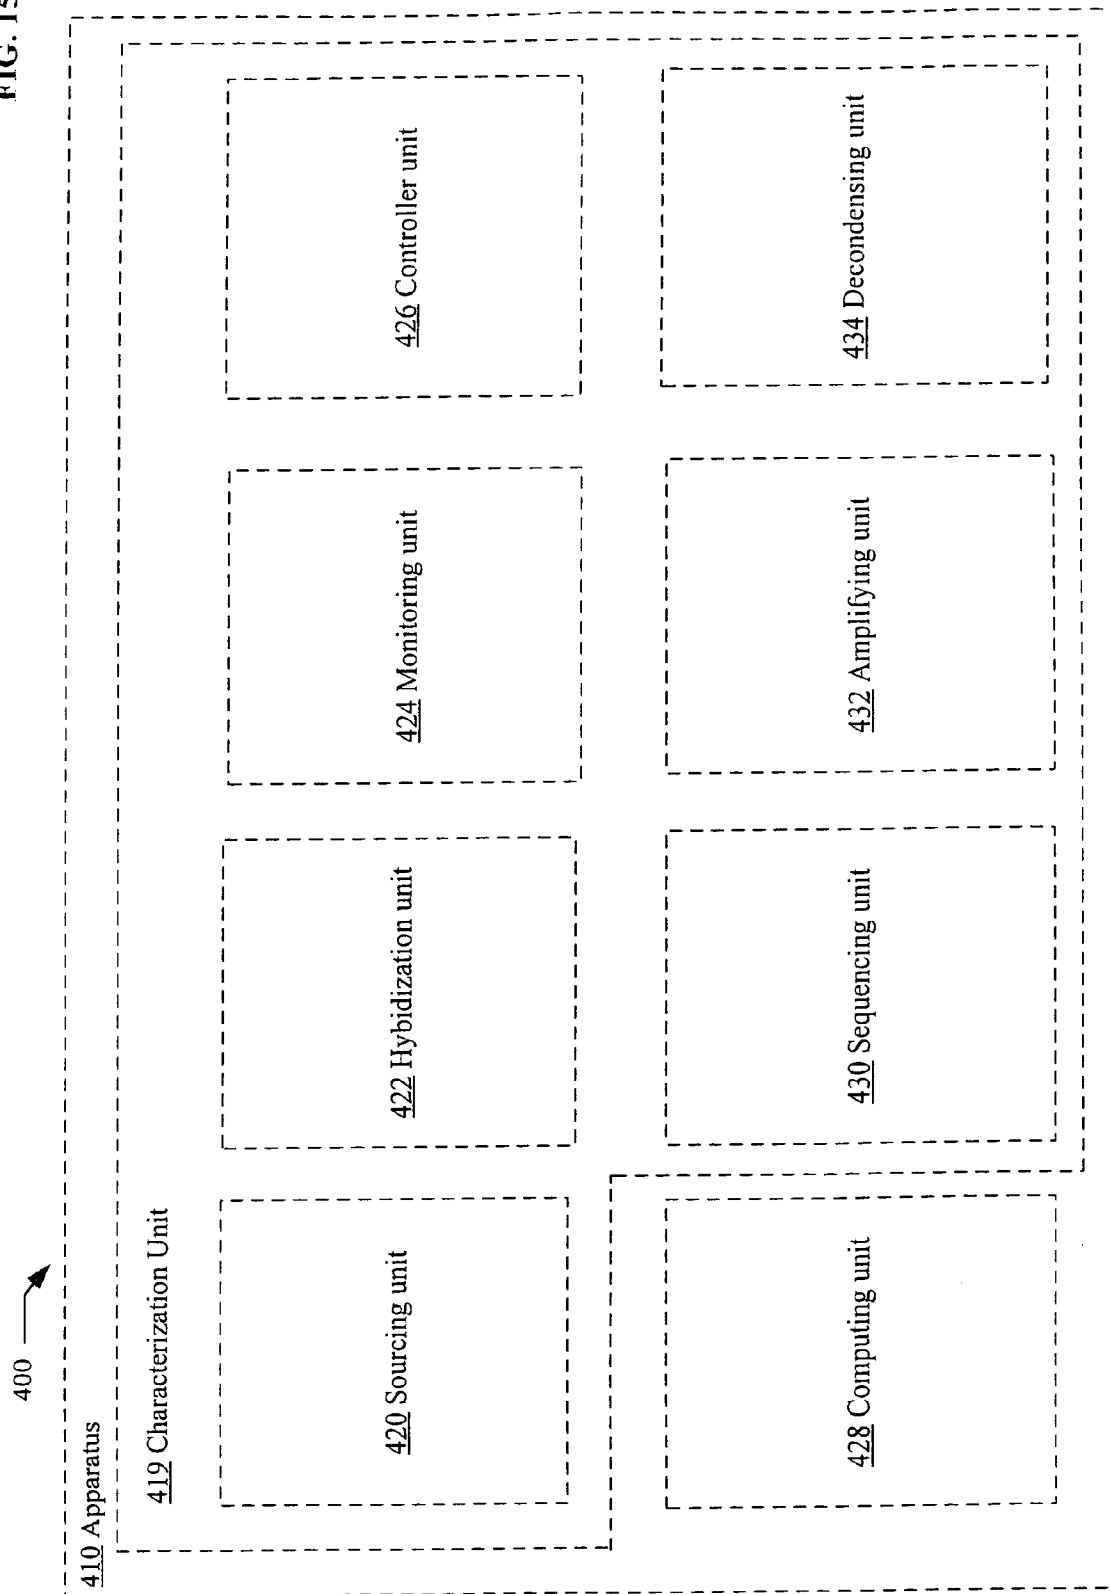 FIG. 15
400
410 Apparatus
419 Characterization Unit
420 Sourcing unit
422 Hybidization unit
424 Monitoring unit
426 Controller unit
428 Computing unit
430 Sequencing unit
432 Amplifying unit
434 Decondensing unit